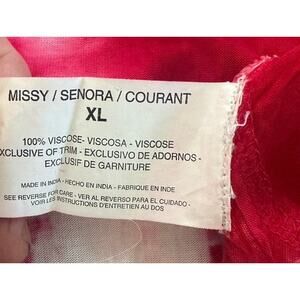 MISSY / SENORA / COURANT
XL
100% VISCOSE- VISCOSA - VISCOSE
EXCLUSIVE OF TRIM - EXCLUSIVO DE ADORNOS -
EXCLUSIF DE GARNITURE
MADE IN INDIA - HECHO EN INDIA - FABRIQUE EN INDE
SEE REVERSE FOR CARE - VER AL REVERSO PARA EL CUIDADO -
VOIR LES INSTRUCTIONS D'ENTRETIEN AU DOS